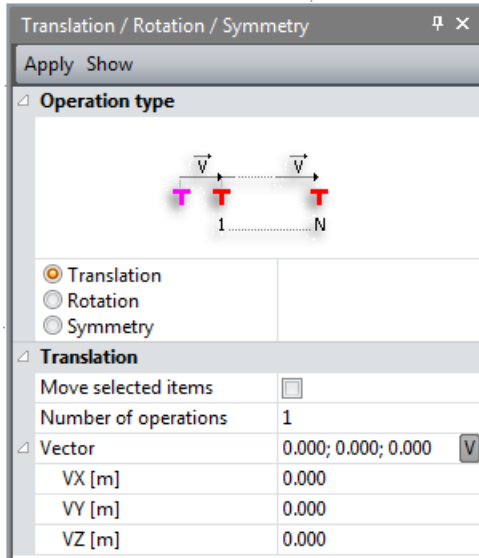 Translation / Rotation / Symmetry
Apply Show
Operation type
V V
T T T
1 N
Translation
Rotation
Symmetry
Translation
Move selected items
Number of operations 1
Vector 0.000; 0.000; 0.000 V
VX [m] 0.000
VY [m] 0.000
VZ [m] 0.000